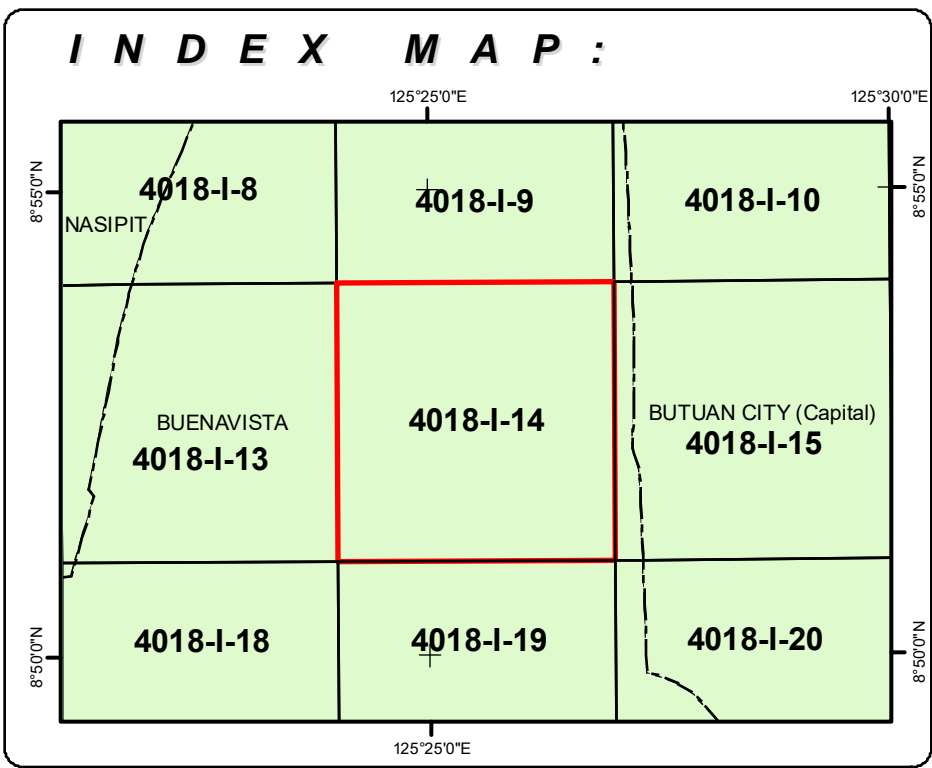 INDEX MAP:
125°25'0"E
125°30'0"E
8°55'0"N
8°55'0"N
4018-I-8
4018-I-9
4018-I-10
NASIPIT
BUENAVISTA
4018-I-13
4018-I-14
BUTUAN CITY (Capital)
4018-I-15
4018-I-18
4018-I-19
4018-I-20
8°50'0"N
8°50'0"N
125°25'0"E